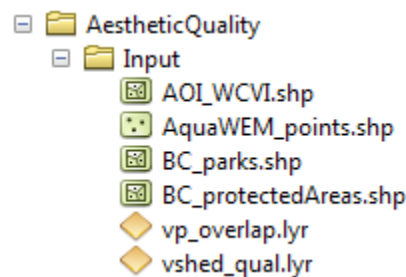 AestheticQuality
Input
AOI_WCVI.shp
AquaWEM_points.shp
BC_parks.shp
BC_protectedAreas.shp
vp_overlap.lyr
vshed_qual.lyr